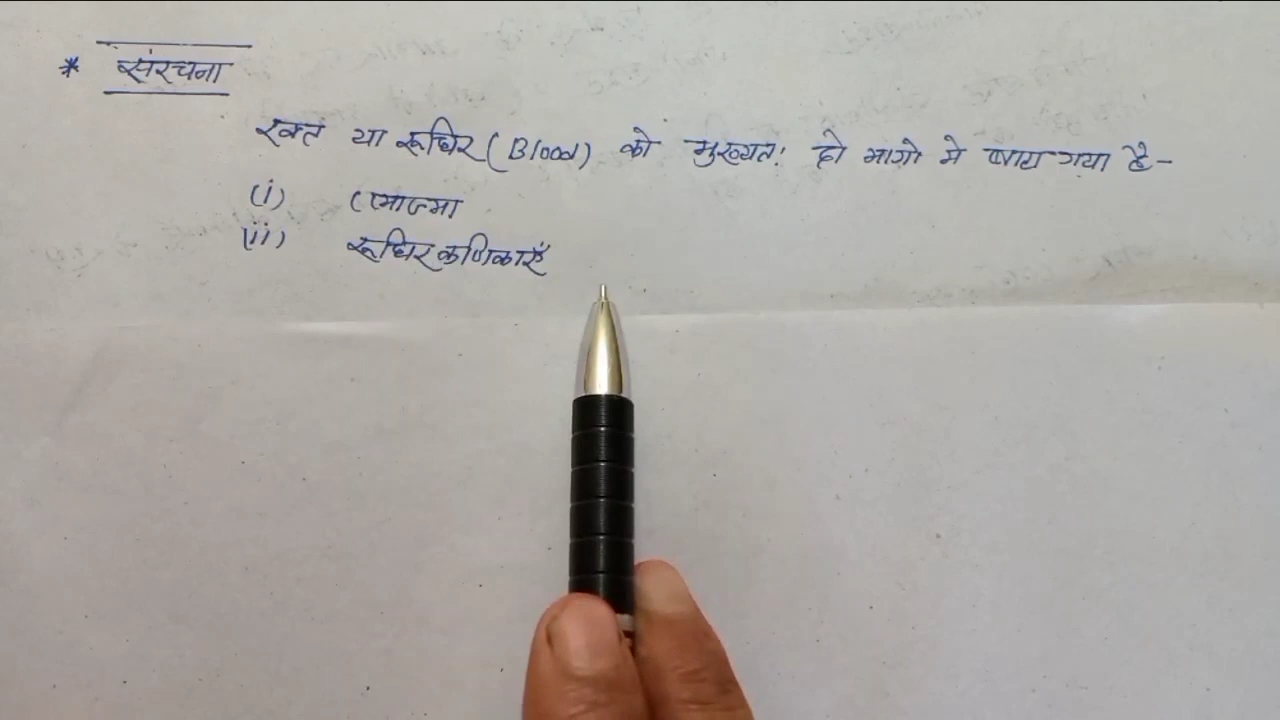 * संरचना
रक्त या रूधिर (Blood) को मुख्यतः दो भागो मे बाटा गया है-
(i) प्लाज्मा
(ii) रूधिर कणिकाएँ